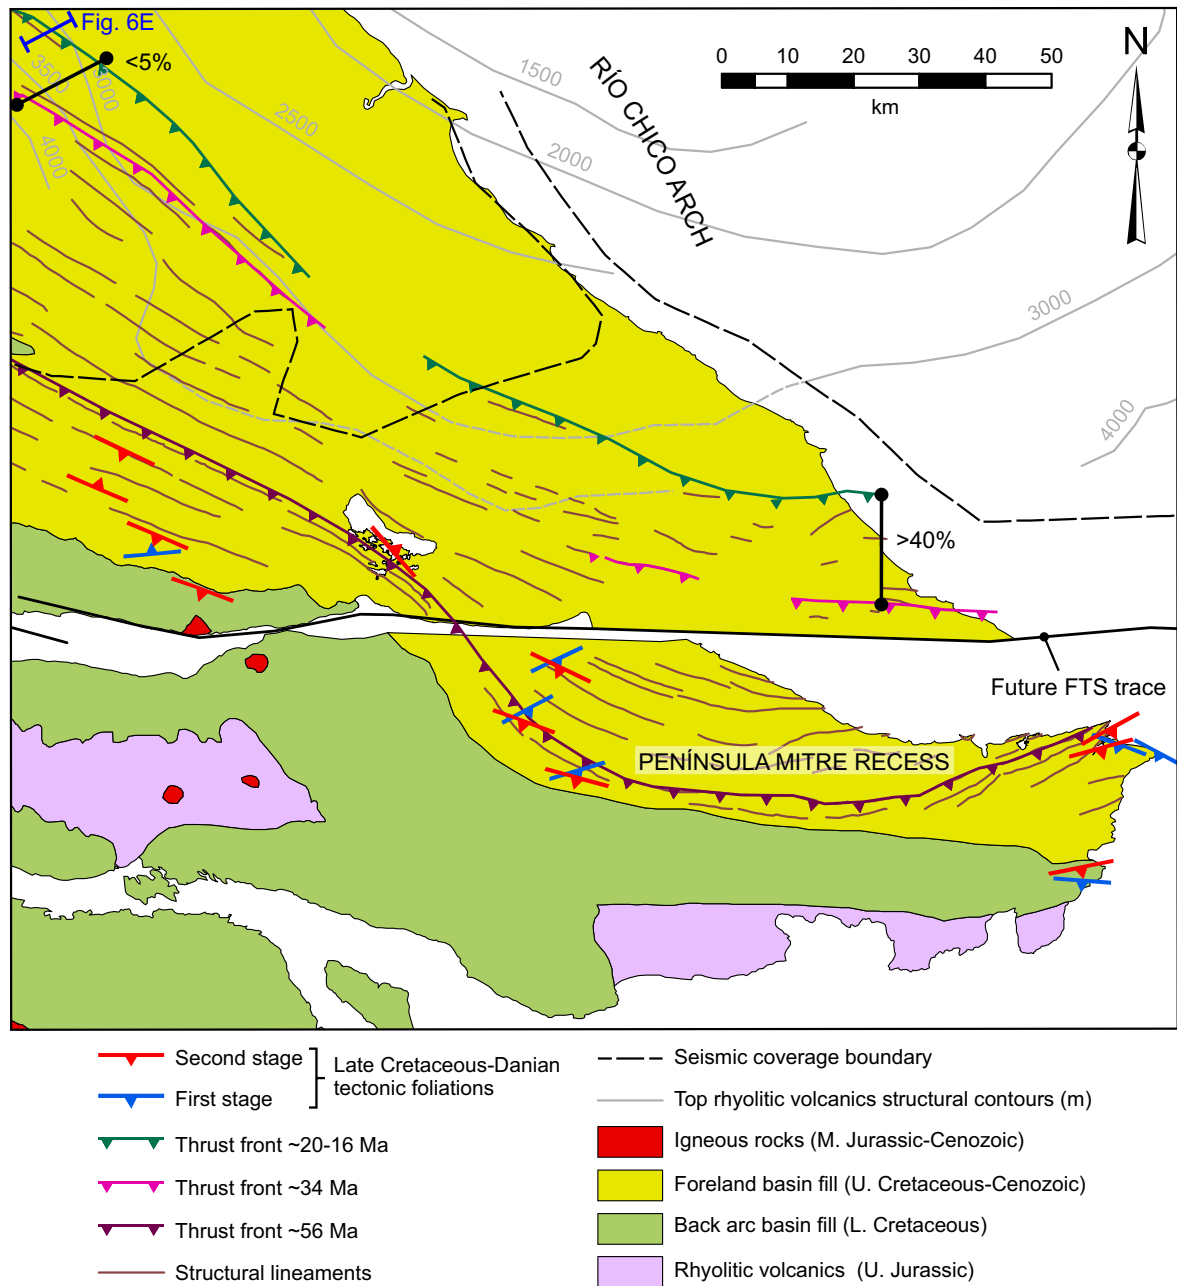 Fig. 6E
<5%
3500
3000
4000
2500
1500
2000
RÍO CHICO ARCH
0 10 20 30 40 50
km
N
3000
4000
>40%
Future FTS trace
PENÍNSULA MITRE RECESS
Second stage
First stage
Late Cretaceous-Danian
tectonic foliations
Thrust front ~20-16 Ma
Thrust front ~34 Ma
Thrust front ~56 Ma
Structural lineaments
Seismic coverage boundary
Top rhyolitic volcanics structural contours (m)
Igneous rocks (M. Jurassic-Cenozoic)
Foreland basin fill (U. Cretaceous-Cenozoic)
Back arc basin fill (L. Cretaceous)
Rhyolitic volcanics (U. Jurassic)